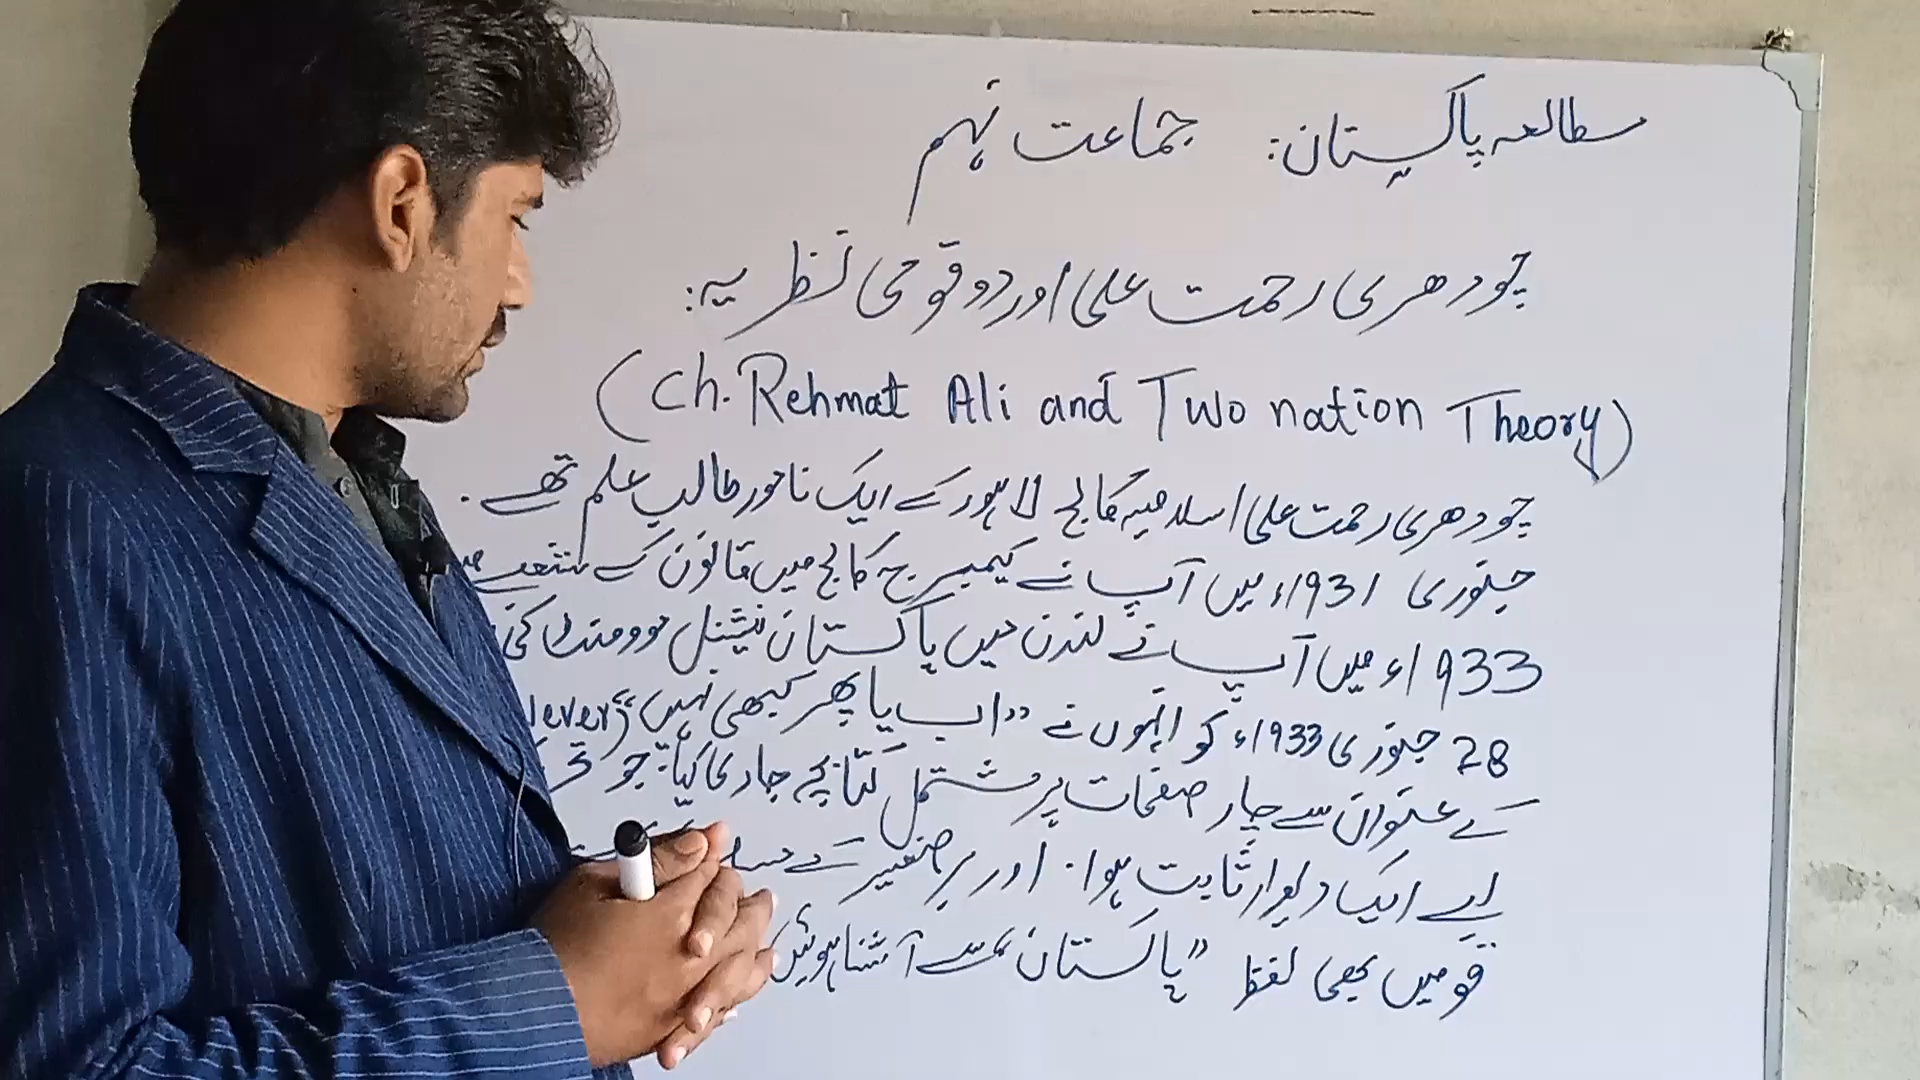 مطالعہ پاکستان: جماعت نہم
چودھری رحمت علی اور دو قومی نظریہ:
(Ch. Rehmat Ali and Two nation Theory)
چودھری رحمت علی اسلامیہ کالج لاہور کے ایک نامور طالب علم تھے۔
جنوری 1931ء میں آپ نے کیمبرج کالج میں قانون کے شعبے
1933ء میں آپ نے لندن میں پاکستان نیشنل موومنٹ کی
28 جنوری 1933ء کو انہوں نے "اب یا پھر کبھی نہیں" ever)
کے عنوان سے چار صفحات پر مشتمل کتابچہ جاری کیا۔ جو
لیے ایک دیوار ثابت ہوا۔ اور برصغیر کے
قومیں بھی لفظ "پاکستان" سے آشنا ہوئیں